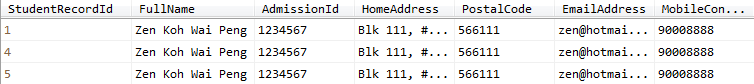 StudentRecordId FullName AdmissionId HomeAddress PostalCode EmailAddress MobileCon...
1 Zen Koh Wai Peng 1234567 Blk 111, #... 566111 zen@hotmai... 90008888
4 Zen Koh Wai Peng 1234567 Blk 111, #... 566111 zen@hotmai... 90008888
5 Zen Koh Wai Peng 1234567 Blk 111, #... 566111 zen@hotmai... 90008888